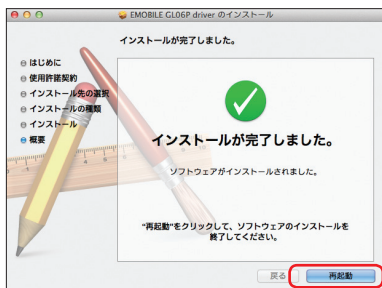 EMOBILE GL06P driver のインストール
インストールが完了しました。
はじめに
使用許諾契約
インストール先の選択
インストールの種類
インストール
概要
インストールが完了しました。
ソフトウェアがインストールされました。
"再起動"をクリックして、ソフトウェアのインストールを
終了してください。
戻る
再起動